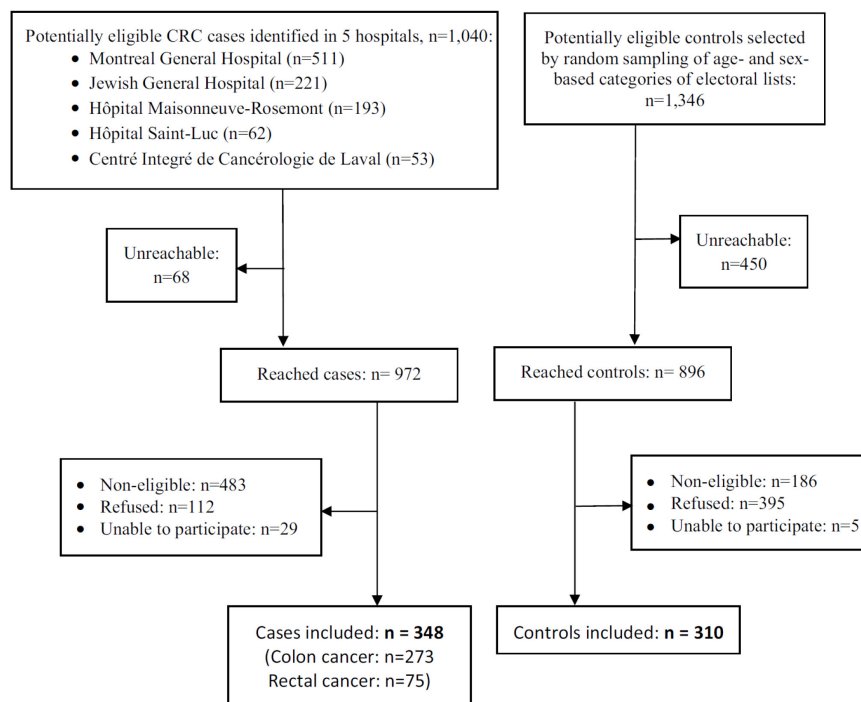 Potentially eligible CRC cases identified in 5 hospitals, n=1,040:
• Montreal General Hospital (n=511)
• Jewish General Hospital (n=221)
• Hôpital Maisonneuve-Rosemont (n=193)
• Hôpital Saint-Luc (n=62)
• Centré Integré de Cancérologie de Laval (n=53)
Potentially eligible controls selected
by random sampling of age- and sex-
based categories of electoral lists:
n=1,346
Unreachable:
n=68
Unreachable:
n=450
Reached cases: n= 972
Reached controls: n= 896
• Non-eligible: n=483
• Refused: n=112
• Unable to participate: n=29
• Non-eligible: n=186
• Refused: n=395
• Unable to participate: n=5
Cases included: n = 348
(Colon cancer: n=273
Rectal cancer: n=75)
Controls included: n = 310